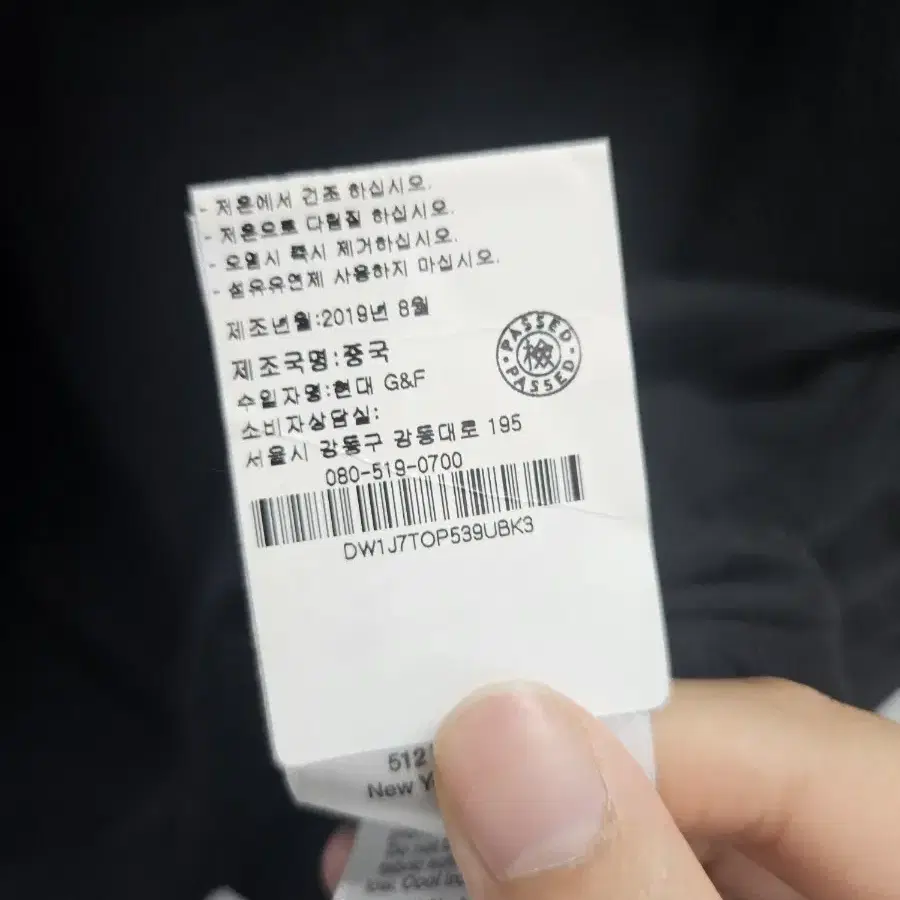 - 저온에서 건조 하십시오.
- 저온으로 다림질 하십시오.
- 오염시 즉시 제거하십시오.
- 섬유유연제 사용하지 마십시오.
제조년월:2019년 8월
제조국명:중국
수입자명:현대 G&F
소비자상담실:
서울시 강동구 강동대로 195
080-519-0700
PASSED
檢
PASSED
DW1J7TOP539UBK3
512
New
Cool